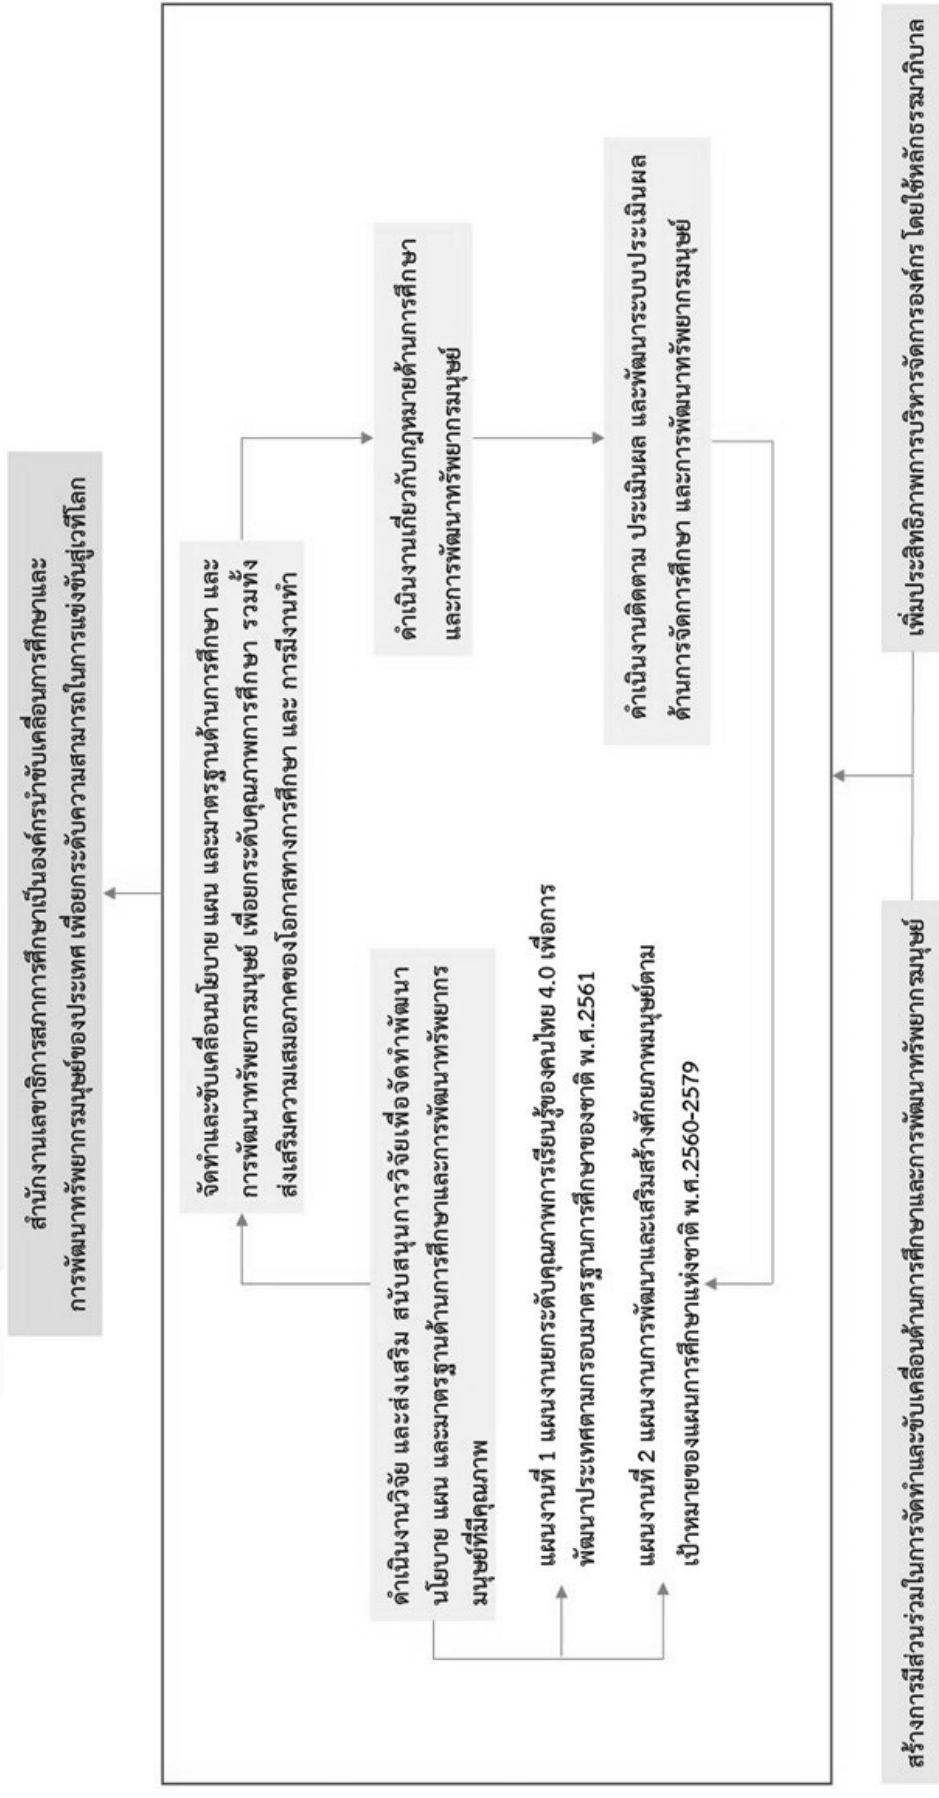 สำนักงานเลขาธิการสภาการศึกษาเป็นองค์กรนำขับเคลื่อนการศึกษาและ
การพัฒนาทรัพยากรมนุษย์ของประเทศ เพื่อยกระดับความสามารถในการแข่งขันสู่เวทีโลก
จัดทำและขับเคลื่อนนโยบาย แผน และมาตรฐานด้านการศึกษา และ
การพัฒนาทรัพยากรมนุษย์ เพื่อยกระดับคุณภาพการศึกษา รวมทั้ง
ส่งเสริมความเสมอภาคของโอกาสทางการศึกษา และ การมีงานทำ
ดำเนินงานวิจัย และส่งเสริม สนับสนุนการวิจัยเพื่อจัดทำพัฒนา
นโยบาย แผน และมาตรฐานด้านการศึกษาและการพัฒนาทรัพยากร
มนุษย์ที่มีคุณภาพ
ดำเนินงานเกี่ยวกับกฎหมายด้านการศึกษา
และการพัฒนาทรัพยากรมนุษย์
แผนงานที่ 1 แผนงานยกระดับคุณภาพการเรียนรู้ของคนไทย 4.0 เพื่อการ
พัฒนาประเทศตามกรอบมาตรฐานการศึกษาของชาติ พ.ศ.2561
แผนงานที่ 2 แผนงานการพัฒนาและเสริมสร้างศักยภาพมนุษย์ตาม
เป้าหมายของแผนการศึกษาแห่งชาติ พ.ศ.2560-2579
ดำเนินงานติดตาม ประเมินผล และพัฒนาระบบประเมินผล
ด้านการจัดการศึกษา และการพัฒนาทรัพยากรมนุษย์
สร้างการมีส่วนร่วมในการจัดทำและขับเคลื่อนด้านการศึกษาและการพัฒนาทรัพยากรมนุษย์
เพิ่มประสิทธิภาพการบริหารจัดการองค์กร โดยใช้หลักธรรมาภิบาล